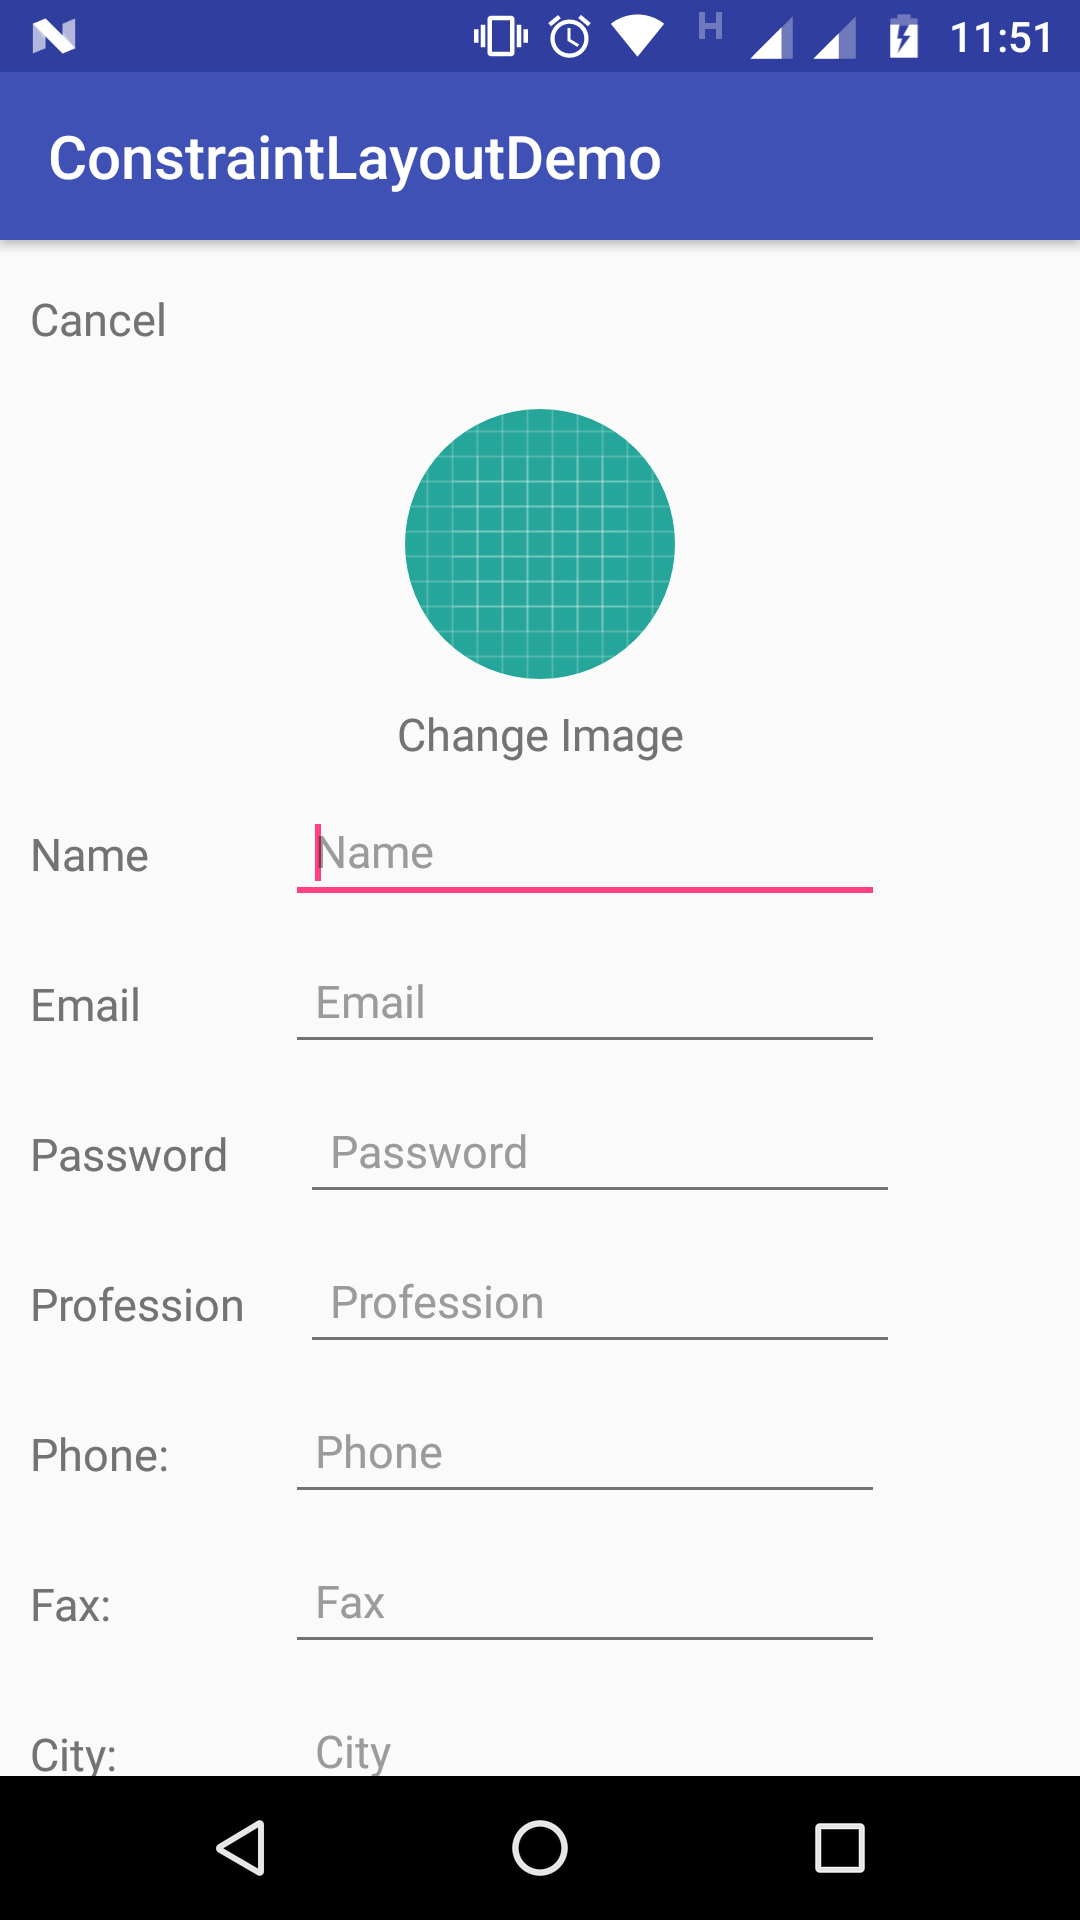 H 11:51
ConstraintLayoutDemo
Cancel
Change Image
Name Name
Email Email
Password Password
Profession Profession
Phone: Phone
Fax: Fax
City: City